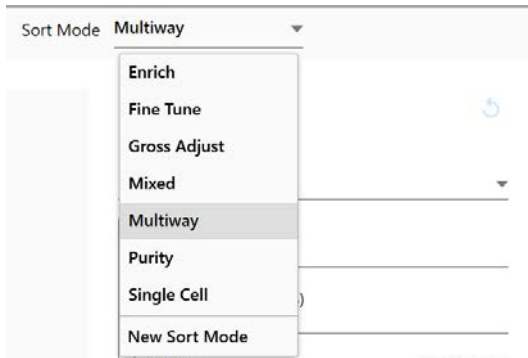 Sort Mode Multiway
Enrich
Fine Tune
Gross Adjust
Mixed
Multiway
Purity
Single Cell
)
New Sort Mode